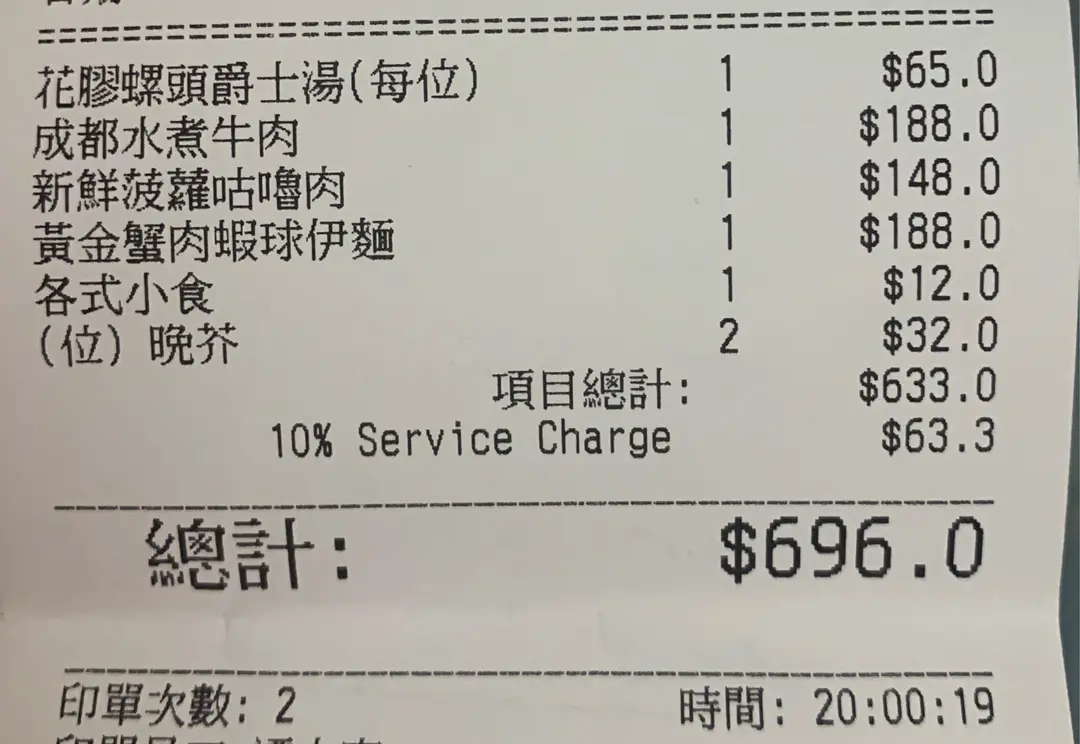 花膠螺頭爵士湯(每位) 1 $65.0
成都水煮牛肉 1 $188.0
新鮮菠蘿咕嚕肉 1 $148.0
黃金蟹肉蝦球伊麵 1 $188.0
各式小食 1 $12.0
(位) 晚芥 2 $32.0
項目總計: $633.0
10% Service Charge $63.3
總計: $696.0
印單次數: 2 時間: 20:00:19